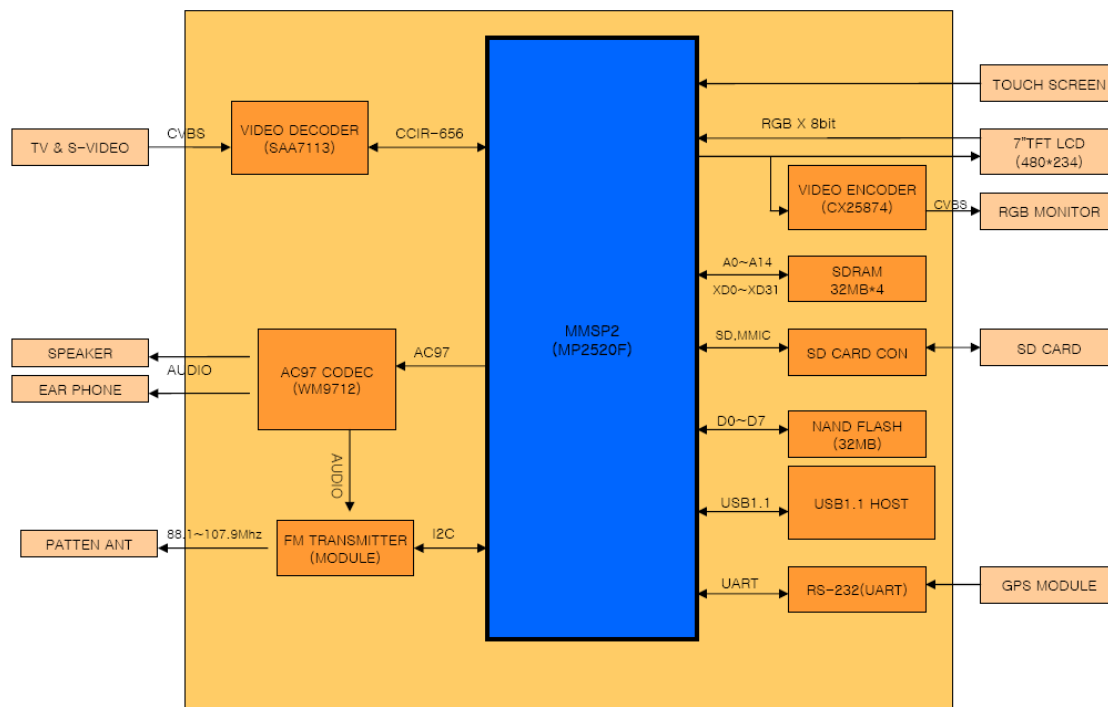 TOUCH SCREEN
RGB X 8bit
7"TFT LCD
(480*234)
TV & S-VIDEO
CVBS
VIDEO DECODER
(SAA7113)
CCIR-656
VIDEO ENCODER
(CX25874)
CVBS
RGB MONITOR
A0~A14
XD0~XD31
SDRAM
32MB*4
MMSP2
(MP2520F)
SPEAKER
AUDIO
EAR PHONE
AC97 CODEC
(WM9712)
AC97
SD,MMIC
SD CARD CON
SD CARD
D0~D7
NAND FLASH
(32MB)
AUDIO
USB1.1
USB1.1 HOST
PATTEN ANT
88.1~107.9Mhz
FM TRANSMITTER
(MODULE)
I2C
UART
RS-232(UART)
GPS MODULE